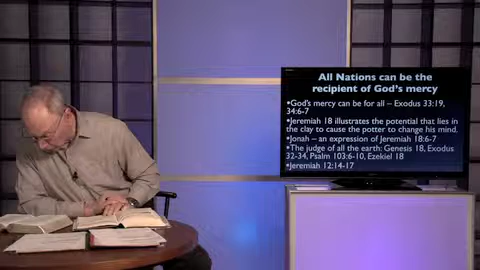 All Nations can be the
recipient of God's mercy
•God's mercy can be for all – Exodus 33:19,
34:6-7
•Jeremiah 18 illustrates the potential that lies in
the clay to cause the potter to change his mind.
•Jonah – an expression of Jeremiah 18:6-7
•The judge of all the earth: Genesis 18, Exodus
32-34, Psalm 103:6-10, Ezekiel 18
•Jeremiah 12:14-17